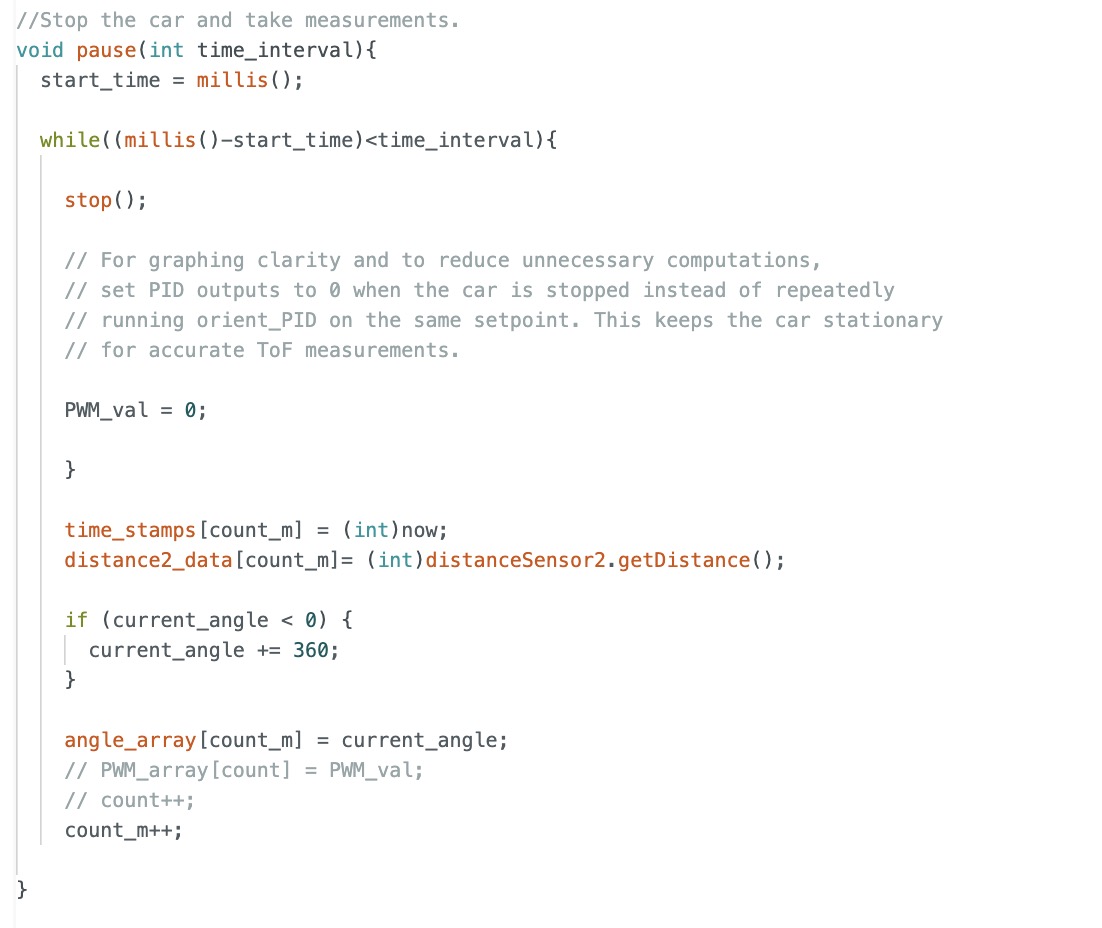 //Stop the car and take measurements.
void pause(int time_interval){
start_time = millis();
while((millis()-start_time)<time_interval){
stop();
// For graphing clarity and to reduce unnecessary computations,
// set PID outputs to 0 when the car is stopped instead of repeatedly
// running orient_PID on the same setpoint. This keeps the car stationary
// for accurate ToF measurements.
PWM_val = 0;
}
time_stamps[count_m] = (int)now;
distance2_data[count_m]= (int)distanceSensor2.getDistance();
if (current_angle < 0) {
current_angle += 360;
}
angle_array[count_m] = current_angle;
// PWM_array[count] = PWM_val;
// count++;
count_m++;
}